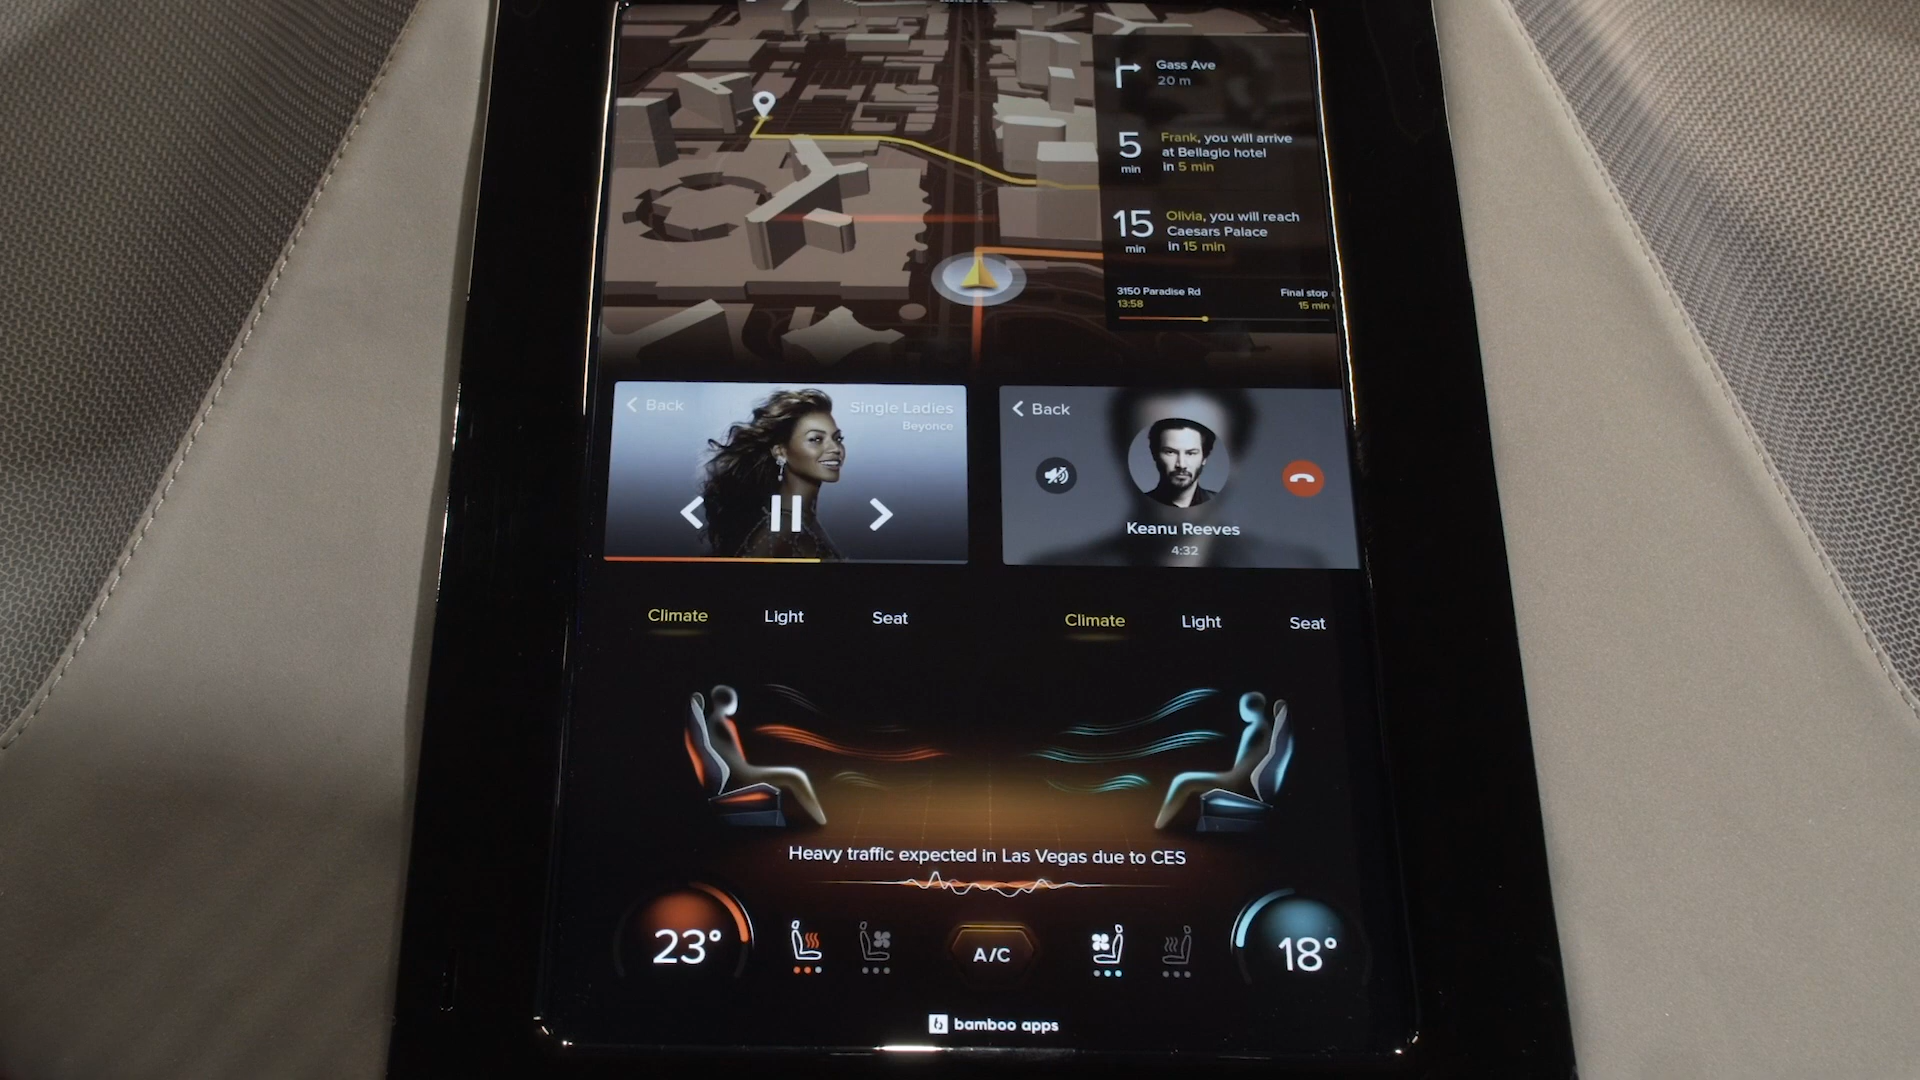 Gass Ave
20 m
5
min
Frank, you will arrive
at Bellagio hotel
in 5 min
15
min
Olivia, you will reach
Caesars Palace
in 15 min
3150 Paradise Rd
13:58
Final stop
15 min
Back
Single Ladies
Beyonce
Back
Keanu Reeves
4:32
Climate Light Seat
Climate Light Seat
Heavy traffic expected in Las Vegas due to CES
23°
A/C
18°
bamboo apps